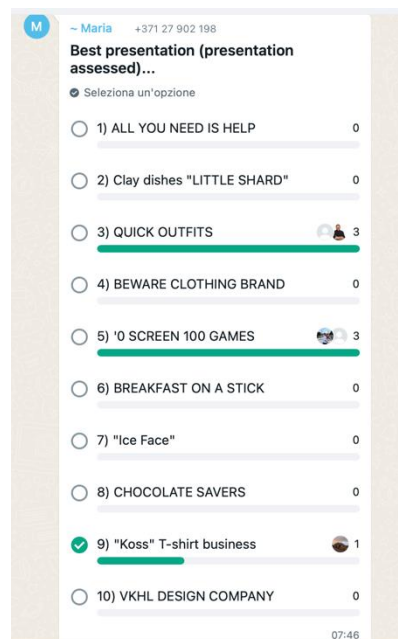 M
~ Maria +371 27 902 198
Best presentation (presentation
assessed)...
Seleziona un'opzione
1) ALL YOU NEED IS HELP 0
2) Clay dishes "LITTLE SHARD" 0
3) QUICK OUTFITS 3
4) BEWARE CLOTHING BRAND 0
5) '0 SCREEN 100 GAMES 3
6) BREAKFAST ON A STICK 0
7) "Ice Face" 0
8) CHOCOLATE SAVERS 0
9) "Koss" T-shirt business 1
10) VKHL DESIGN COMPANY 0
07:46